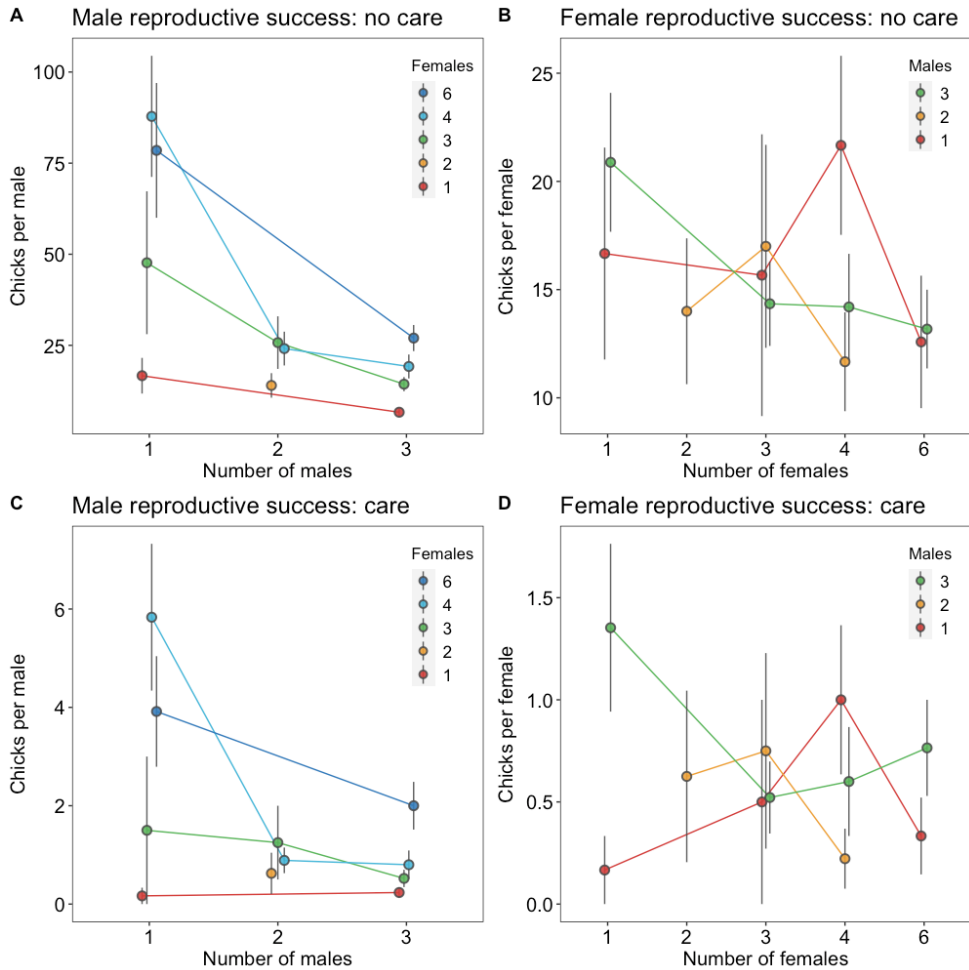 A Male reproductive success: no care
Chicks per male
100
75
50
25
Females
6
4
3
2
1
1 2 3
Number of males
B Female reproductive success: no care
Chicks per female
25
20
15
10
Males
3
2
1
1 2 3 4 6
Number of females
C Male reproductive success: care
Chicks per male
6
4
2
0
Females
6
4
3
2
1
1 2 3
Number of males
D Female reproductive success: care
Chicks per female
1.5
1.0
0.5
0.0
Males
3
2
1
1 2 3 4 6
Number of females